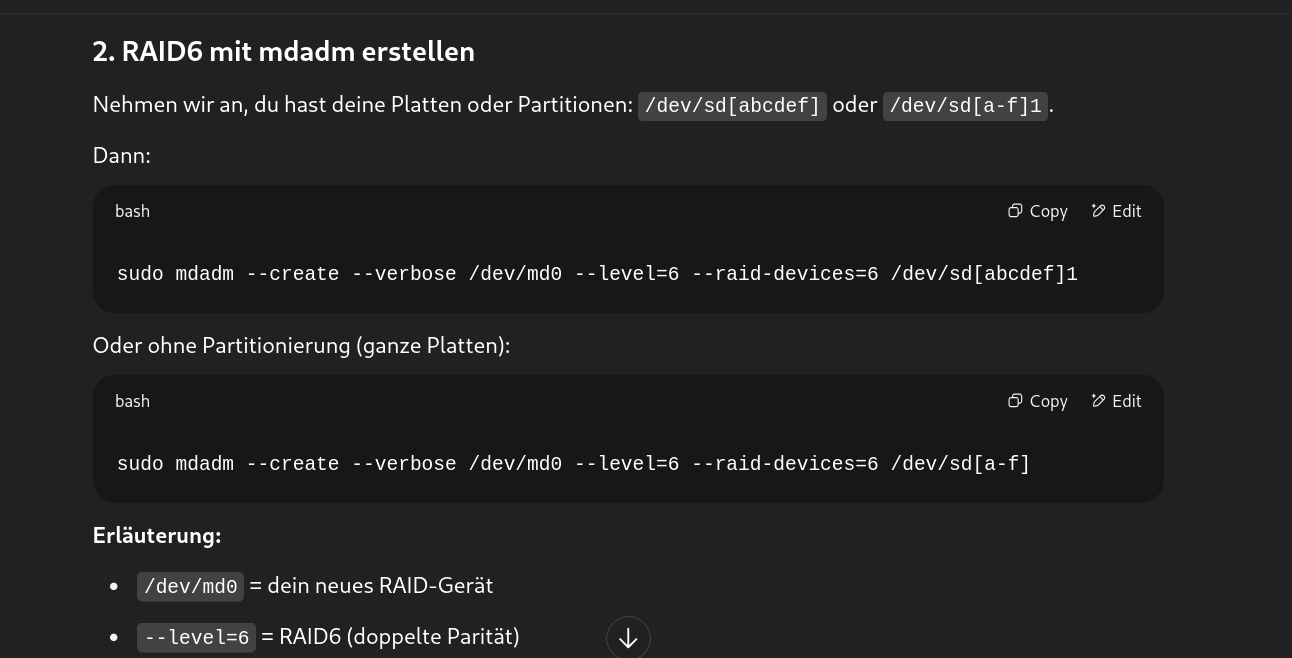 2. RAID6 mit mdadm erstellen
Nehmen wir an, du hast deine Platten oder Partitionen: /dev/sd[abcdef] oder /dev/sd[a-f]1.
Dann:
bash Copy Edit
sudo mdadm --create --verbose /dev/md0 --level=6 --raid-devices=6 /dev/sd[abcdef]1
Oder ohne Partitionierung (ganze Platten):
bash Copy Edit
sudo mdadm --create --verbose /dev/md0 --level=6 --raid-devices=6 /dev/sd[a-f]
Erläuterung:
• /dev/md0 = dein neues RAID-Gerät
• --level=6 = RAID6 (doppelte Parität)